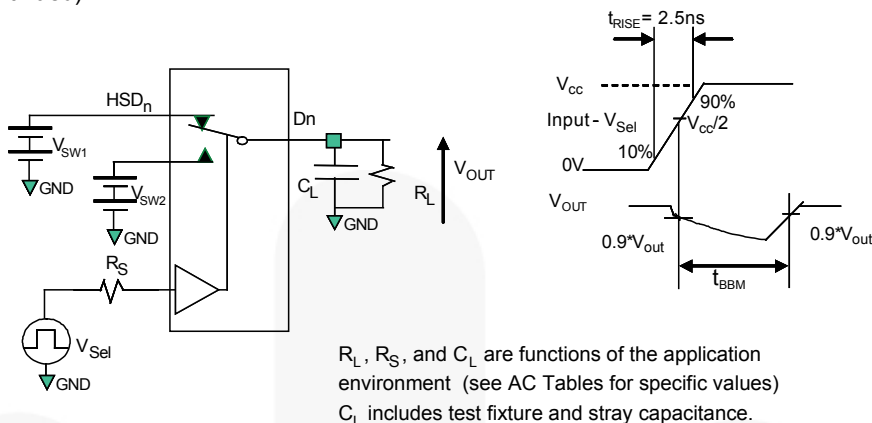 t_RISE = 2.5ns
HSD_n
Dn
V_SW1
GND
V_SW2
GND
C_L
R_L
V_OUT
GND
R_S
V_Sel
GND
V_cc
90%
Input - V_Sel
V_cc/2
10%
0V
V_OUT
0.9*V_out
0.9*V_out
t_BBM
R_L, R_S, and C_L are functions of the application
environment (see AC Tables for specific values)
C_L includes test fixture and stray capacitance.